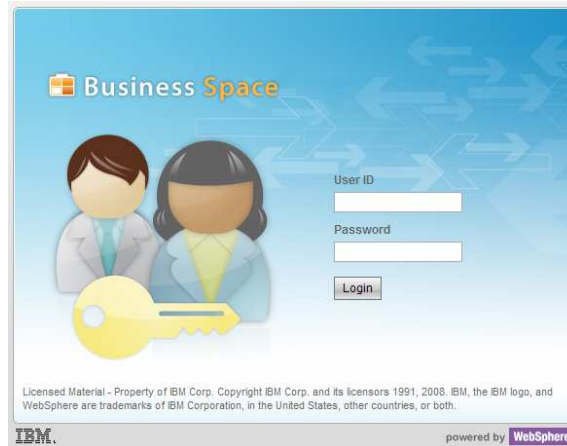 Business Space
User ID
Password
Login
Licensed Material - Property of IBM Corp. Copyright IBM Corp. and its licensors 1991, 2008. IBM, the IBM logo, and
WebSphere are trademarks of IBM Corporation, in the United States, other countries, or both.
IBM.
powered by WebSphere